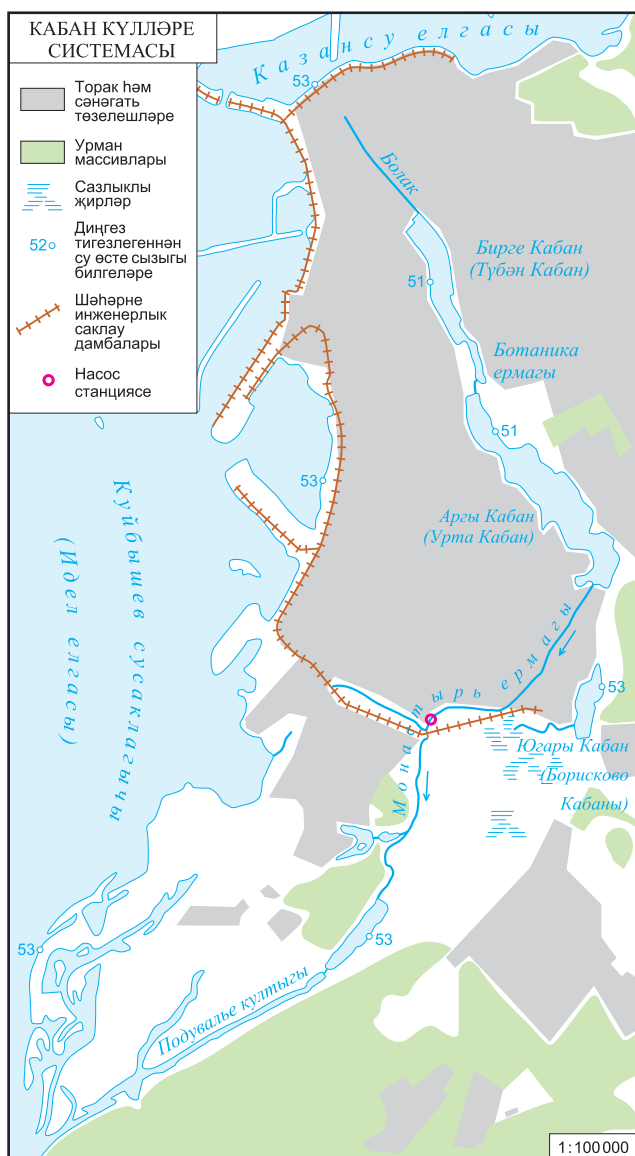 КАБАН КҮЛЛӘРЕ
СИСТЕМАСЫ
Торак һәм
сәнәгать
төзелешләре
Урман
массивлары
Сазлыклы
җирләр
52
Диңгез
тигезлегеннән
су өсте сызыгы
билгеләре
Шәһәрне
инженерлык
саклау
дамбалары
Насос
станциясе
Казансу елгасы
53
Болак
Бирге Кабан
(Түбән Кабан)
51
Ботаника
ермагы
51
53
Аргы Кабан
(Урта Кабан)
Куйбышев сусаклагычы
(Идел елгасы)
Монастырь ермагы
53
Югары Кабан
(Борисково
Кабаны)
53
53
Подувалье култыгы
1:100 000